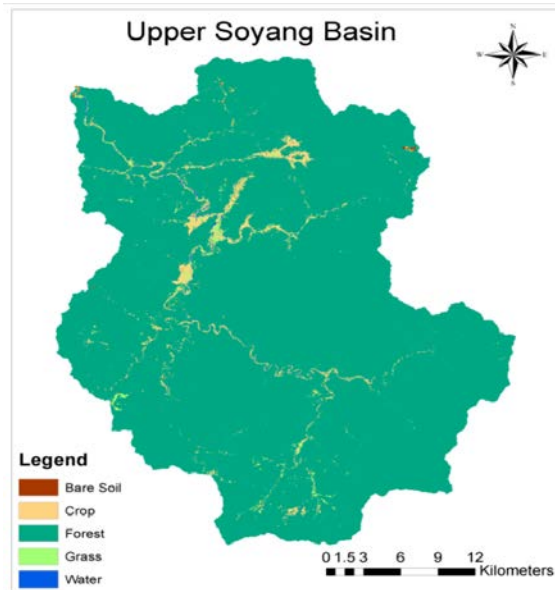 Upper Soyang Basin
N
W E
S
Legend
Bare Soil
Crop
Forest
Grass
Water
0 1.5 3 6 9 12
Kilometers